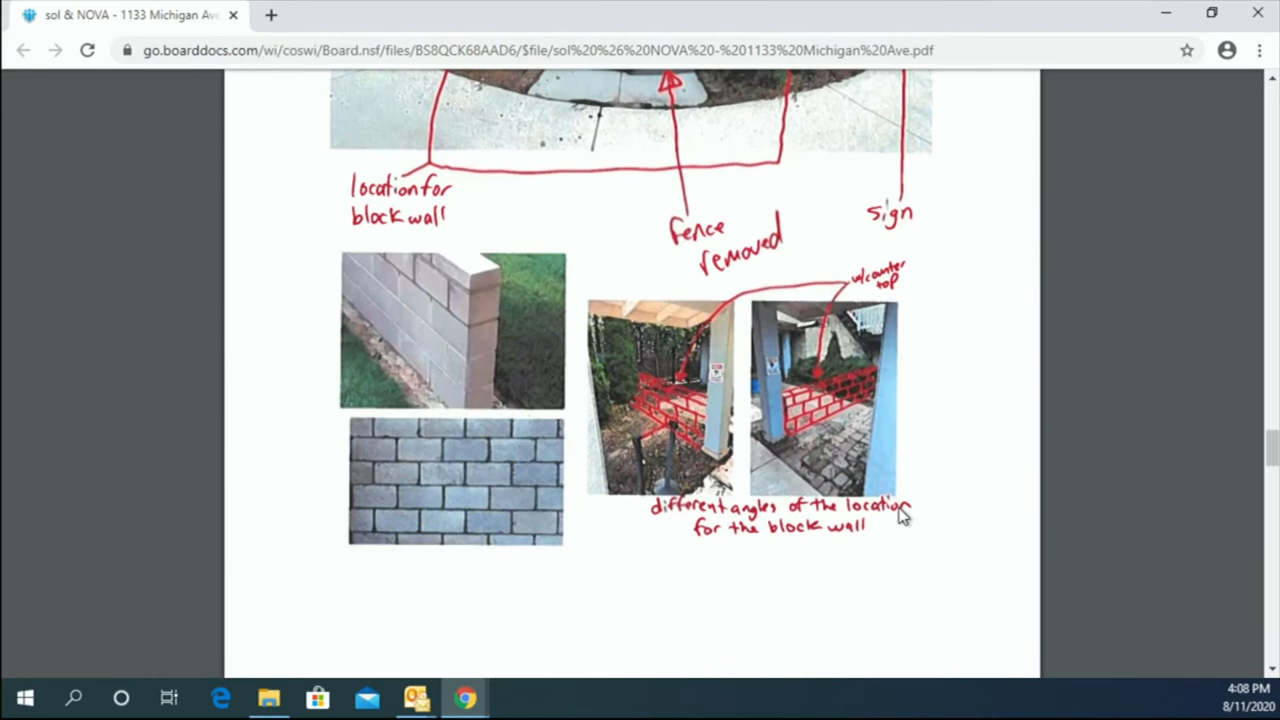 sol & NOVA - 1133 Michigan Ave
go.boarddocs.com/wi/coswi/Board.nsf/files/BS8QCK68AAD6/$file/sol%20%26%20NOVA%20-%201133%20Michigan%20Ave.pdf
location for
block wall
fence
removed
sign
w/counter
top
different angles of the location
for the block wall
4:08 PM
8/11/2020